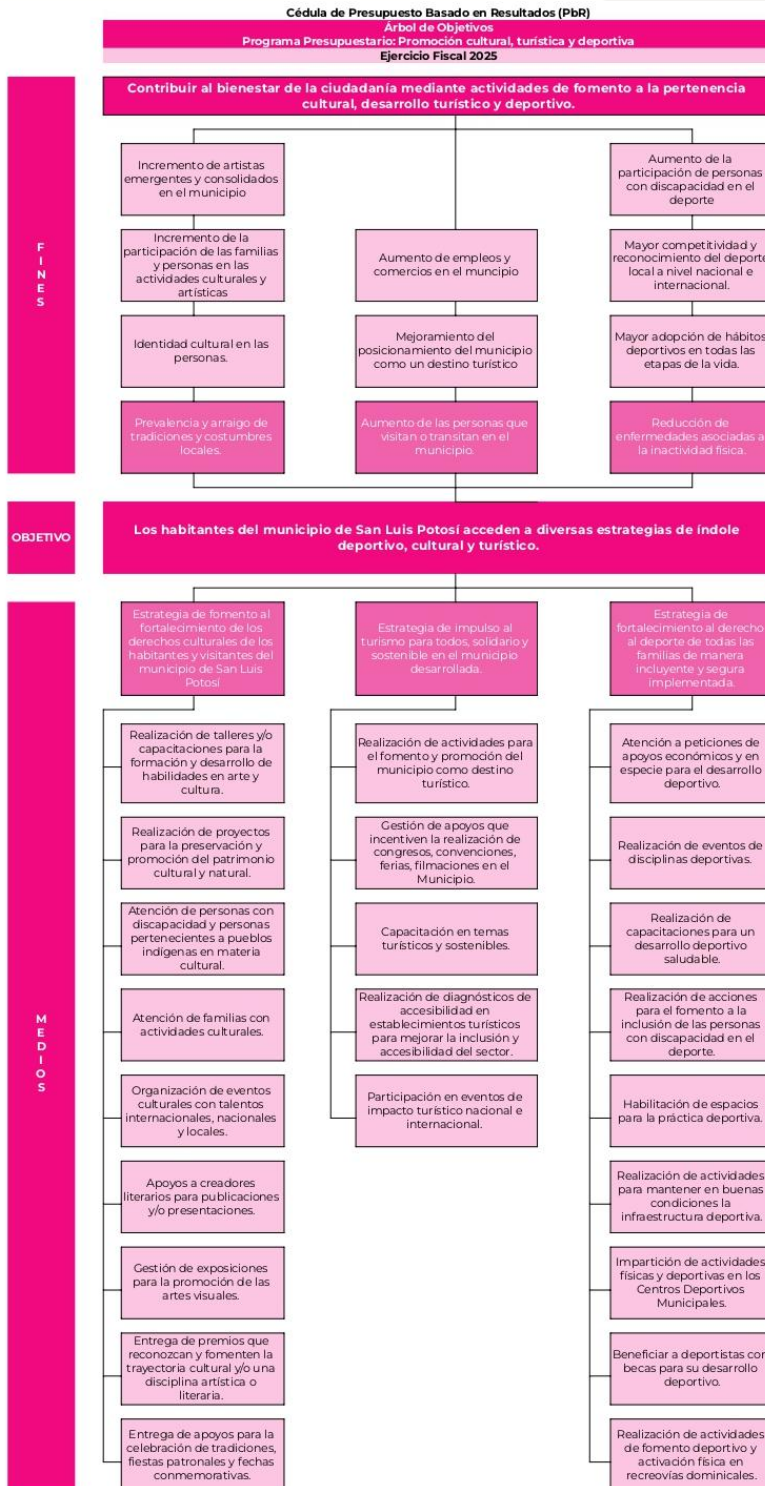 Cédula de Presupuesto Basado en Resultados (PbR)
Árbol de Objetivos
Programa Presupuestario: Promoción cultural, turística y deportiva
Ejercicio Fiscal 2025
FINES
Contribuir al bienestar de la ciudadanía mediante actividades de fomento a la pertenencia
cultural, desarrollo turístico y deportivo.
Incremento de artistas
emergentes y consolidados
en el municipio
Incremento de la
participación de las familias
y personas en las
actividades culturales y
artísticas
Identidad cultural en las
personas.
Prevalencia y arraigo de
tradiciones y costumbres
locales.
Aumento de empleos y
comercios en el muncipio
Mejoramiento del
posicionamiento del municipio
como un destino turístico
Aumento de las personas que
visitan o transitan en el
municipio.
Aumento de la
participación de personas
con discapacidad en el
deporte
Mayor competitividad y
reconocimiento del deporte
local a nivel nacional e
internacional.
Mayor adopción de hábitos
deportivos en todas las
etapas de la vida.
Reducción de
enfermedades asociadas a
la inactividad física.
OBJETIVO
Los habitantes del municipio de San Luis Potosí acceden a diversas estrategias de índole
deportivo, cultural y turístico.
MEDIOS
Estrategia de fomento al
fortalecimiento de los
derechos culturales de los
habitantes y visitantes del
municipio de San Luis
Potosí
Realización de talleres y/o
capacitaciones para la
formación y desarrollo de
habilidades en arte y
cultura.
Realización de proyectos
para la preservación y
promoción del patrimonio
cultural y natural.
Atención de personas con
discapacidad y personas
pertenecientes a pueblos
indígenas en materia
cultural.
Atención de familias con
actividades culturales.
Organización de eventos
culturales con talentos
internacionales, nacionales
y locales.
Apoyos a creadores
literarios para publicaciones
y/o presentaciones.
Gestión de exposiciones
para la promoción de las
artes visuales.
Entrega de premios que
reconozcan y fomenten la
trayectoria cultural y/o una
disciplina artística o
literaria.
Entrega de apoyos para la
celebración de tradiciones,
fiestas patronales y fechas
conmemorativas.
Estrategia de impulso al
turismo para todos, solidario y
sostenible en el municipio
desarrollada.
Realización de actividades para
el fomento y promoción del
municipio como destino
turístico.
Gestión de apoyos que
incentiven la realización de
congresos, convenciones,
ferias, filmaciones en el
Municipio.
Capacitación en temas
turísticos y sostenibles.
Realización de diagnósticos de
accesibilidad en
establecimientos turísticos
para mejorar la inclusión y
accesibilidad del sector.
Participación en eventos de
impacto turístico nacional e
internacional.
Estrategia de
fortalecimiento al derecho
al deporte de todas las
familias de manera
incluyente y segura
implementada.
Atención a peticiones de
apoyos económicos y en
especie para el desarrollo
deportivo.
Realización de eventos de
disciplinas deportivas.
Realización de
capacitaciones para un
desarrollo deportivo
saludable.
Realización de acciones
para el fomento a la
inclusión de las personas
con discapacidad en el
deporte.
Habilitación de espacios
para la práctica deportiva.
Realización de actividades
para mantener en buenas
condiciones la
infraestructura deportiva.
Impartición de actividades
físicas y deportivas en los
Centros Deportivos
Municipales.
Beneficiar a deportistas con
becas para su desarrollo
deportivo.
Realización de actividades
de fomento deportivo y
activación física en
recreovías dominicales.